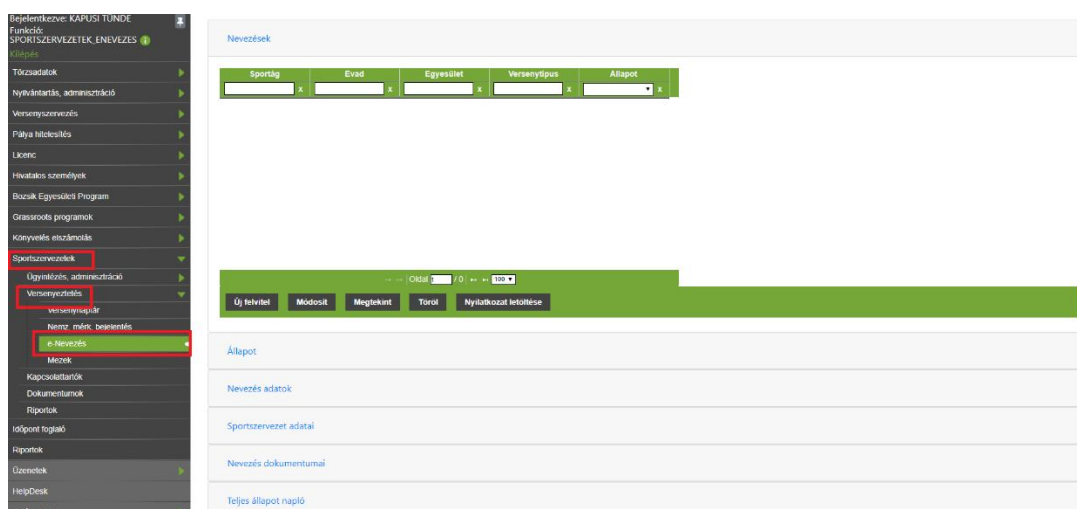 Bejelentkezve: KAPUSI TÜNDE
Funkció:
SPORTSZERVEZETEK_ENEVEZES
Kilépés
Törzsadatok
Nyilvántartás, adminisztráció
Versenyszervezés
Pálya hitelesítés
Licenc
Hivatalos személyek
Bozsik Egyesületi Program
Grassroots programok
Könyvelés elszámolás
Sportszervezetek
Ügyintézés, adminisztráció
Versenyeztetés
Versenynaptár
Nemz. mérk. bejelentés
e-Nevezés
Mezek
Kapcsolattartók
Dokumentumok
Riportok
Időpont foglaló
Riportok
Üzenetek
HelpDesk
Nevezések
Sportág Évad Egyesület Versenytípus Állapot
x x x x x
Oldal 1 / 0 100
Új felvitel Módosít Megtekint Töröl Nyilatkozat letöltése
Állapot
Nevezés adatok
Sportszervezet adatai
Nevezés dokumentumai
Teljes állapot napló